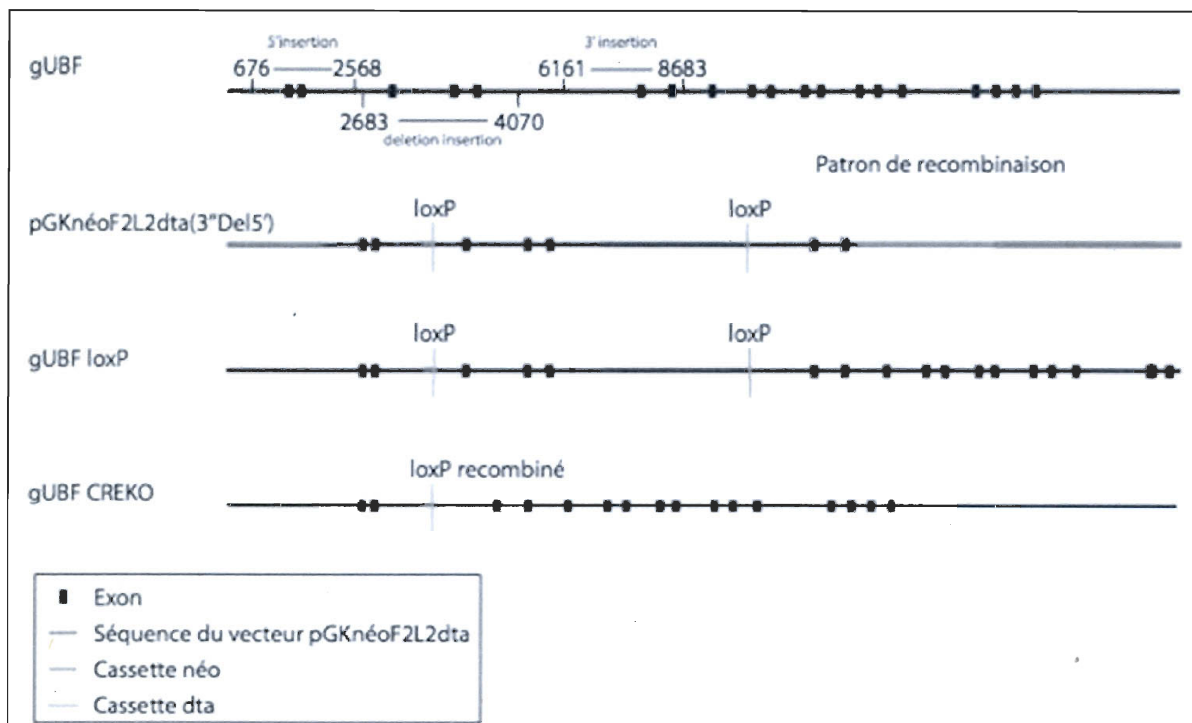 5'insertion
3' insertion
gUBF
676
2568
6161
8683
2683
4070
deletion insertion
Patron de recombinaison
pGKnéoF2L2dta(3"Del5')
loxP
loxP
gUBF loxP
loxP
loxP
gUBF CREKO
loxP recombiné
Exon
Séquence du vecteur pGKnéoF2L2dta
Cassette néo
Cassette dta